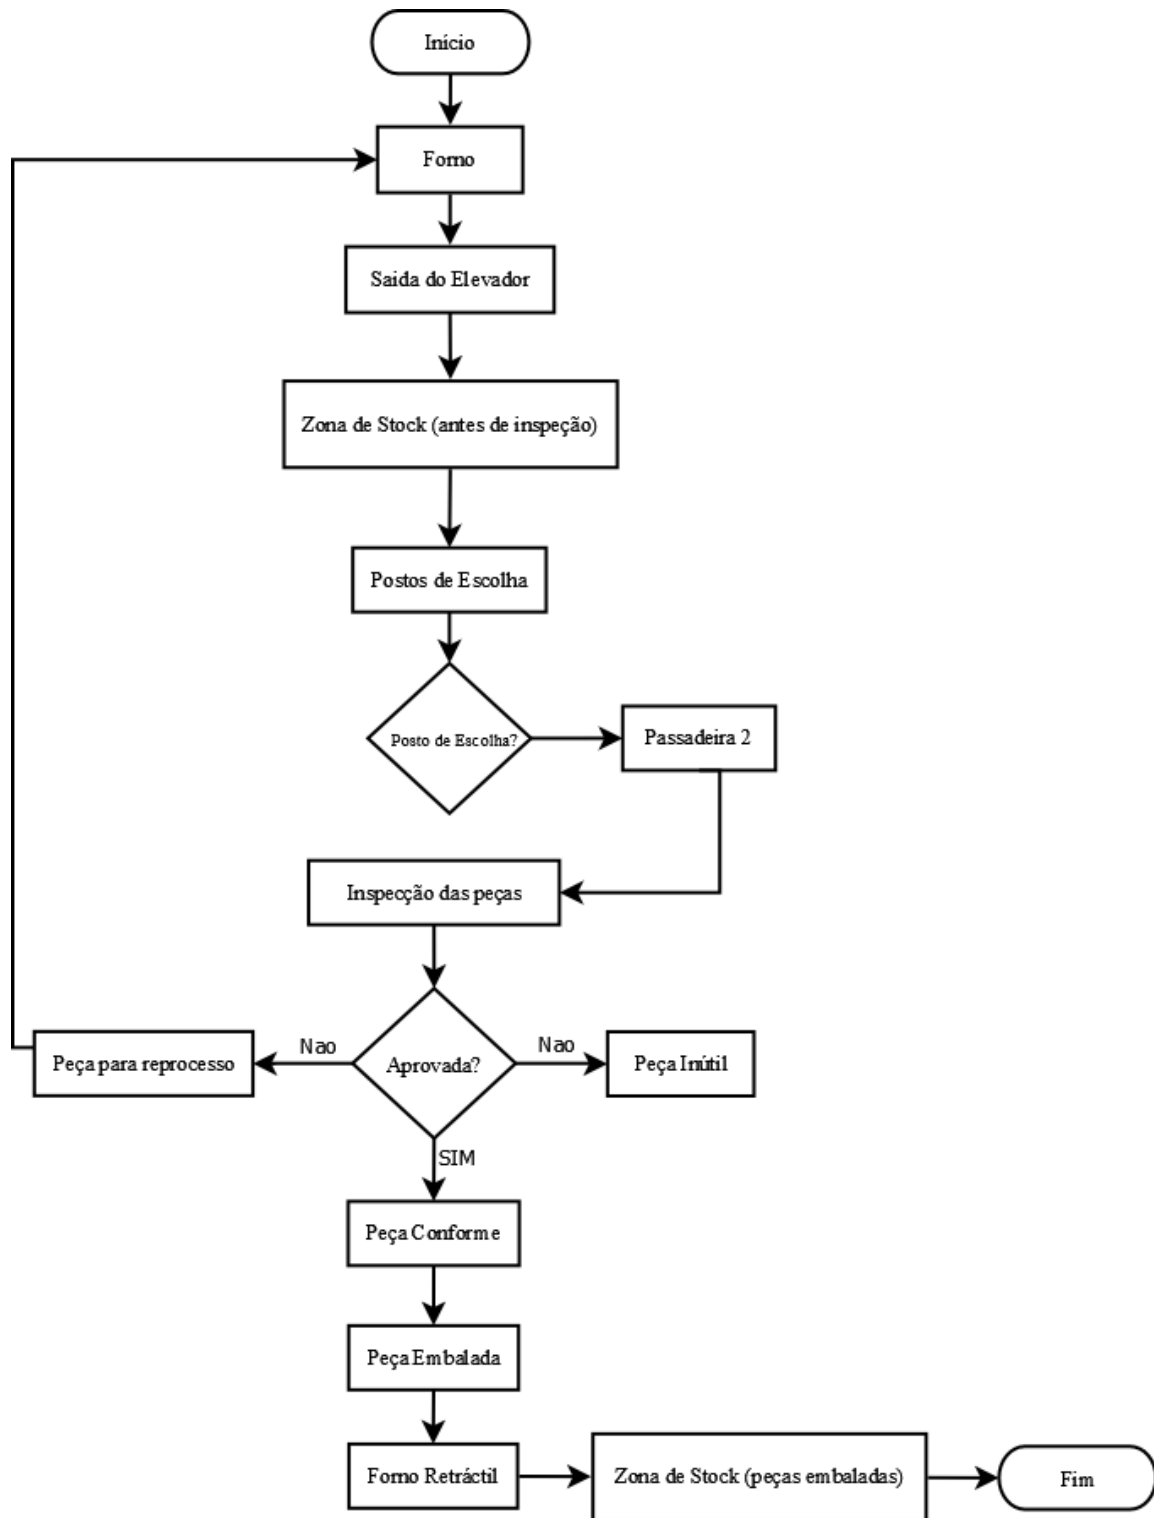 Início
Forno
Saida do Elevador
Zona de Stock (antes de inspeção)
Postos de Escolha
Posto de Escolha?
Passadeira 2
Inspecção das peças
Peça para reprocesso
Nao
Aprovada?
Nao
Peça Inútil
SIM
Peça Conforme
Peça Embalada
Forno Retráctil
Zona de Stock (peças embaladas)
Fim